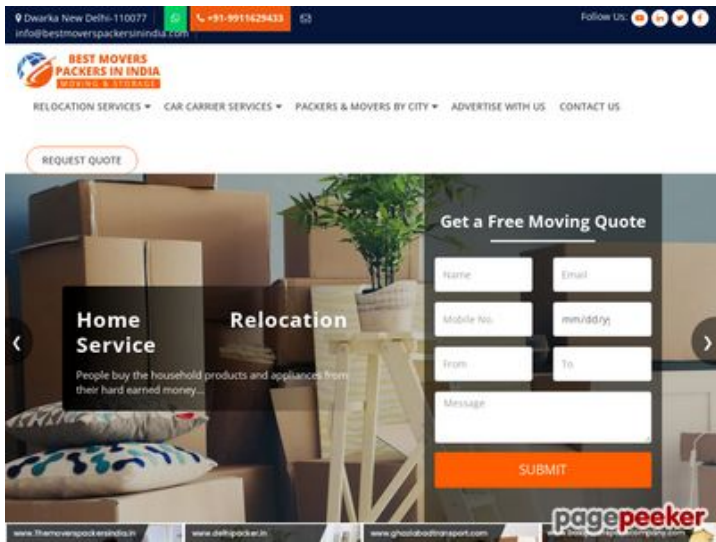 Dwarka New Delhi-110077
+91-9911629433
Follow Us:
info@bestmoverspackersinindia.com
BEST MOVERS
PACKERS IN INDIA
MOVING & STORAGE
RELOCATION SERVICES CAR CARRIER SERVICES PACKERS & MOVERS BY CITY ADVERTISE WITH US CONTACT US
REQUEST QUOTE
Get a Free Moving Quote
Name Email
Mobile No. mm/dd/y
From To
Message
SUBMIT
Home Relocation
Service
People buy the household products and appliances from
their hard earned money...
pagepeeker
www.Themoverspackersindia.in www.delhipacker.in www.ghaziabadtransport.com